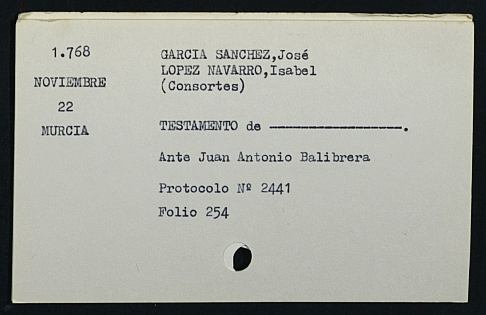 1.768
NOVIEMBRE
22
MURCIA
GARCIA SANCHEZ,José
LOPEZ NAVARRO,Isabel
(Consortes)
TESTAMENTO de -------------------.
Ante Juan Antonio Balibrera
Protocolo Nº 2441
Folio 254